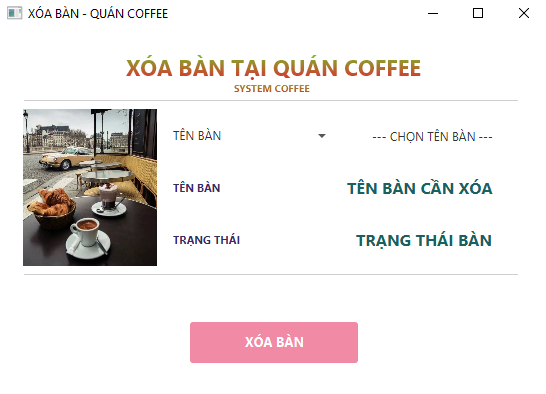 XÓA BÀN - QUÁN COFFEE
XÓA BÀN TẠI QUÁN COFFEE
SYSTEM COFFEE
TÊN BÀN --- CHỌN TÊN BÀN ---
TÊN BÀN TÊN BÀN CẦN XÓA
TRẠNG THÁI TRẠNG THÁI BÀN
XÓA BÀN